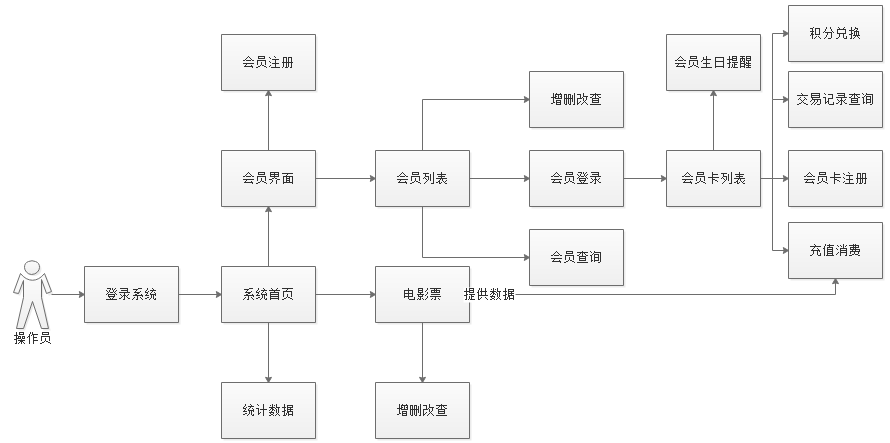 积分兑换
会员注册
会员生日提醒
增删改查
交易记录查询
会员界面
会员列表
会员登录
会员卡列表
会员卡注册
会员查询
充值消费
登录系统
系统首页
电影票
提供数据
操作员
统计数据
增删改查